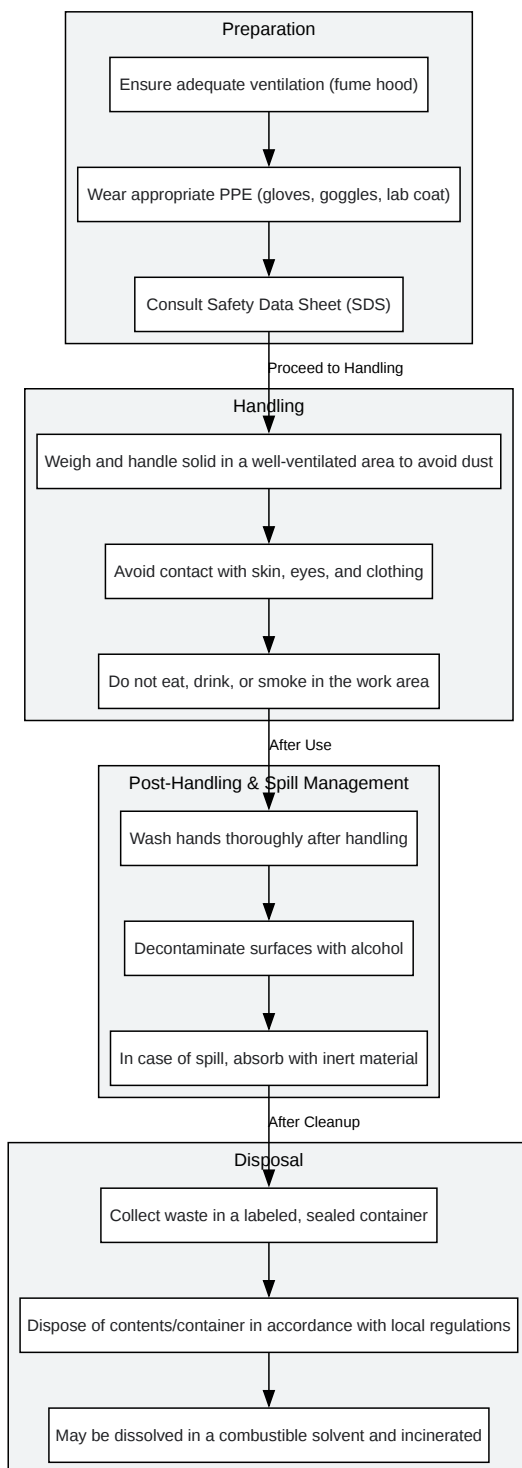 Preparation
Ensure adequate ventilation (fume hood)
Wear appropriate PPE (gloves, goggles, lab coat)
Consult Safety Data Sheet (SDS)
Proceed to Handling
Handling
Weigh and handle solid in a well-ventilated area to avoid dust
Avoid contact with skin, eyes, and clothing
Do not eat, drink, or smoke in the work area
After Use
Post-Handling & Spill Management
Wash hands thoroughly after handling
Decontaminate surfaces with alcohol
In case of spill, absorb with inert material
After Cleanup
Disposal
Collect waste in a labeled, sealed container
Dispose of contents/container in accordance with local regulations
May be dissolved in a combustible solvent and incinerated